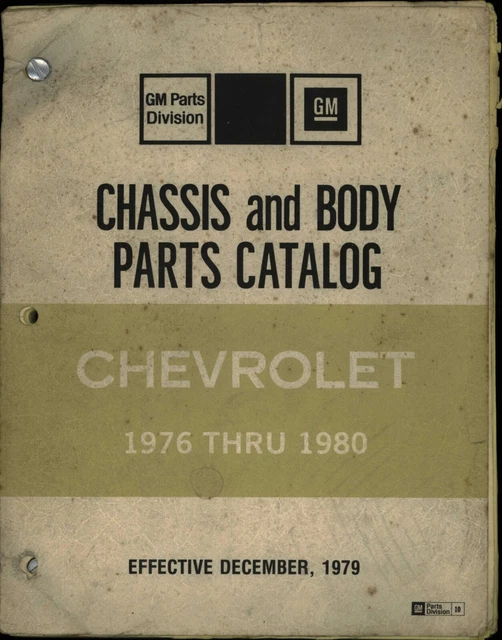 GM Parts
Division
GM
CHASSIS and BODY
PARTS CATALOG
CHEVROLET
1976 THRU 1980
EFFECTIVE DECEMBER, 1979
GM Parts
Division 10